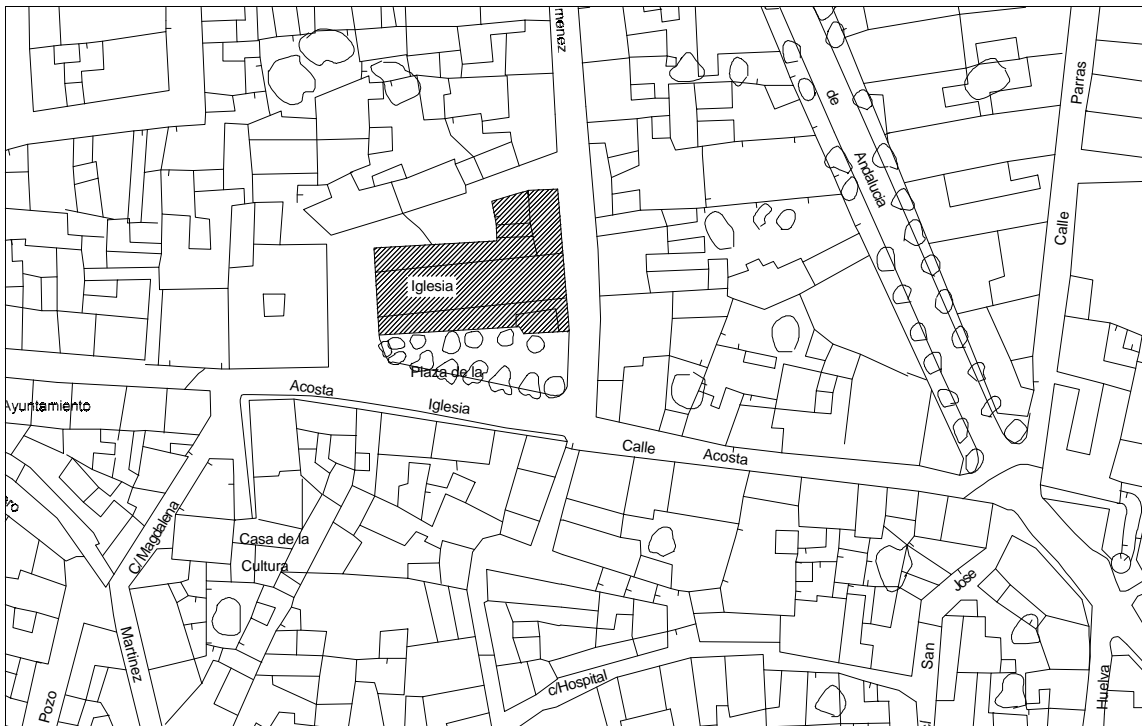 de
Andalucia
Parras
Calle
Iglesia
Plaza de la
Iglesia
Acosta
Ayuntamiento
Calle Acosta
C/Magdalena
Casa de la
Cultura
Jose
San
Martinez
Pozo
c/Hospital
Huelva